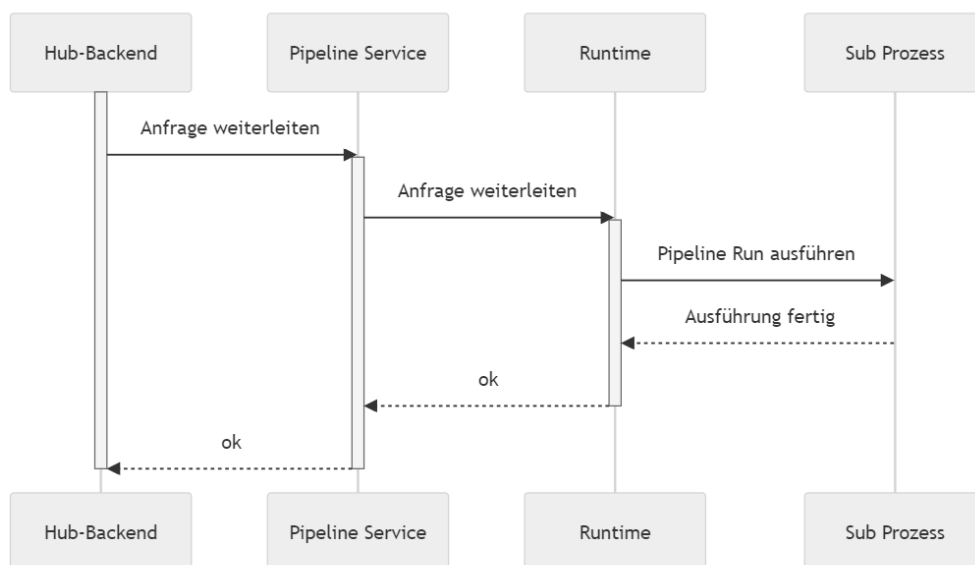 Hub-Backend
Pipeline Service
Runtime
Sub Prozess
Anfrage weiterleiten
Anfrage weiterleiten
Pipeline Run ausführen
Ausführung fertig
ok
ok
Hub-Backend
Pipeline Service
Runtime
Sub Prozess